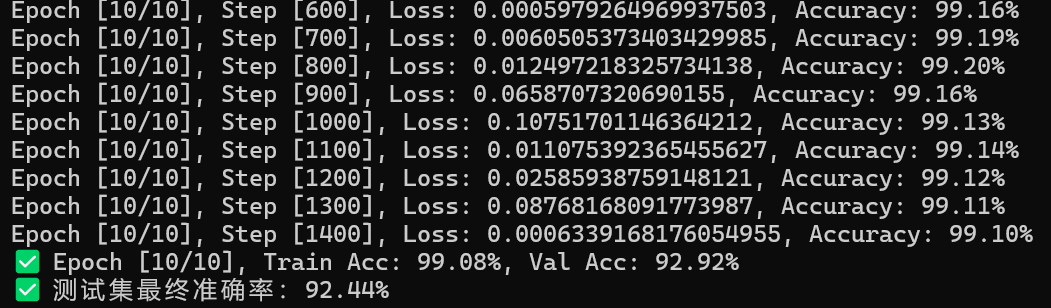 Epoch [10/10], Step [600], Loss: 0.0005979264969937503, Accuracy: 99.16%
Epoch [10/10], Step [700], Loss: 0.0060505373403429985, Accuracy: 99.19%
Epoch [10/10], Step [800], Loss: 0.012497218325734138, Accuracy: 99.20%
Epoch [10/10], Step [900], Loss: 0.0658707320690155, Accuracy: 99.16%
Epoch [10/10], Step [1000], Loss: 0.10751701146364212, Accuracy: 99.13%
Epoch [10/10], Step [1100], Loss: 0.011075392365455627, Accuracy: 99.14%
Epoch [10/10], Step [1200], Loss: 0.02585938759148121, Accuracy: 99.12%
Epoch [10/10], Step [1300], Loss: 0.08768168091773987, Accuracy: 99.11%
Epoch [10/10], Step [1400], Loss: 0.0006339168176054955, Accuracy: 99.10%
✅ Epoch [10/10], Train Acc: 99.08%, Val Acc: 92.92%
✅ 测试集最终准确率: 92.44%